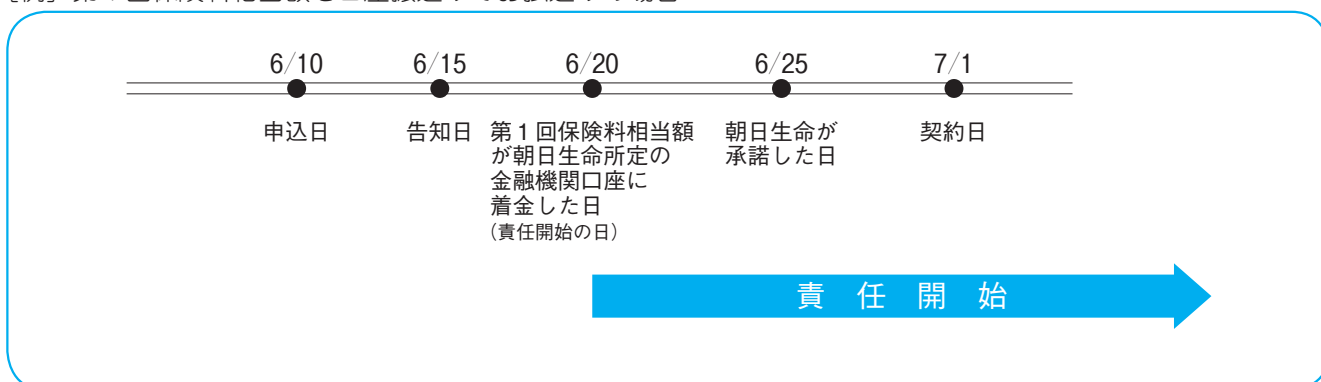 6/10
6/15
6/20
6/25
7/1
申込日
告知日
第1回保険料相当額
が朝日生命所定の
金融機関口座に
着金した日
(責任開始の日)
朝日生命が
承諾した日
契約日
責任開始